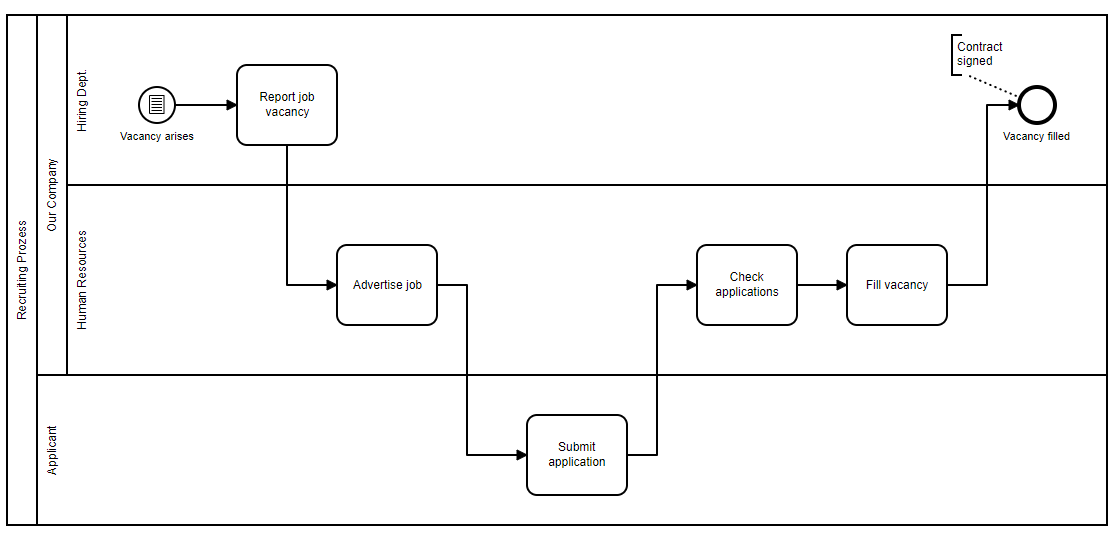 Recruiting Prozess
Our Company
Hiring Dept.
Vacancy arises
Report job
vacancy
Contract
signed
Vacancy filled
Human Resources
Advertise job
Check
applications
Fill vacancy
Applicant
Submit
application